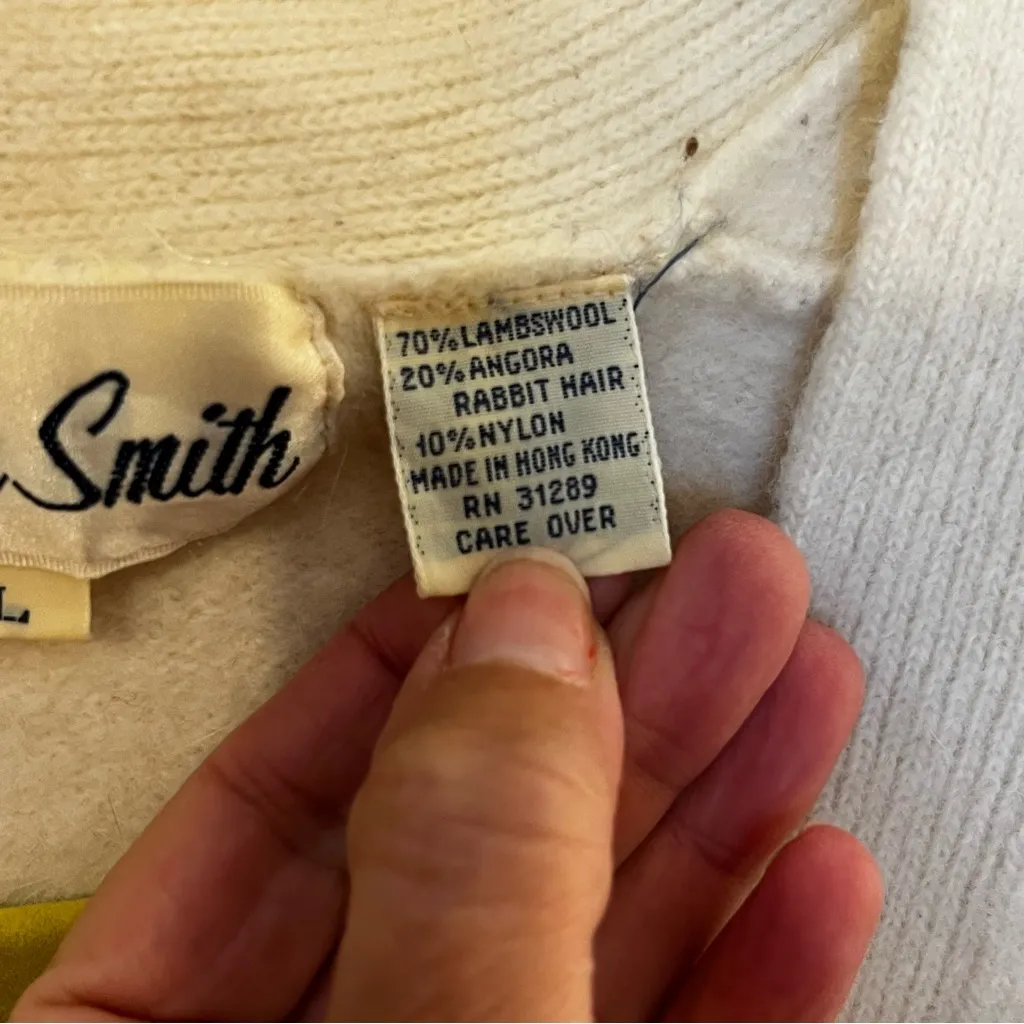 Smith
L
70% LAMBSWOOL
20% ANGORA
RABBIT HAIR
10% NYLON
MADE IN HONG KONG
RN 31289
CARE OVER